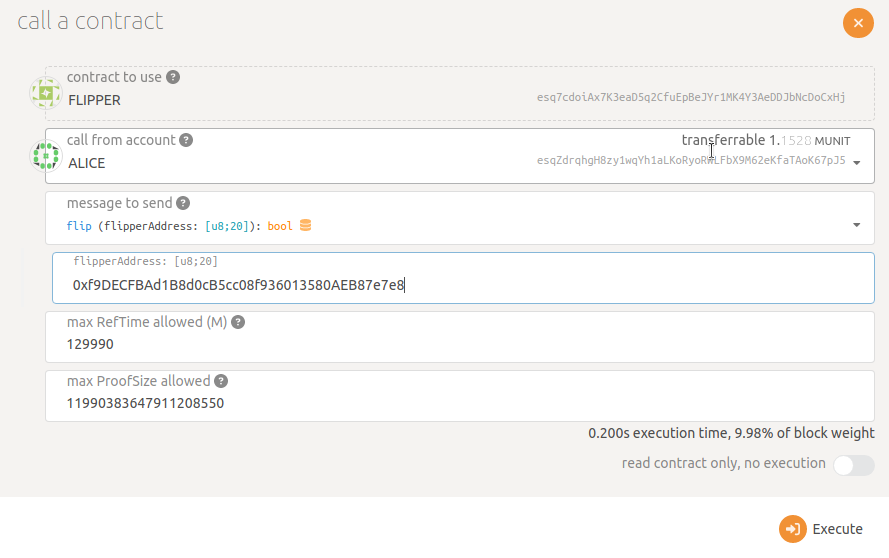 call a contract
contract to use ?
FLIPPER esq7cdoiAx7K3eaD5q2CfuEpBeJYr1MK4Y3AeDDJbNcDoCxHj
call from account ? transferrable 1.1528 MUNIT
ALICE esqZdrqhgH8zy1wqYh1aLKoRyoRWLFbX9M62eKfaTAoK67pJ5
message to send ?
flip (flipperAddress: [u8;20]): bool
flipperAddress: [u8;20]
0xf9DECFBAd1B8d0cB5cc08f936013580AEB87e7e8
max RefTime allowed (M) ?
129990
max ProofSize allowed ?
11990383647911208550
0.200s execution time, 9.98% of block weight
read contract only, no execution
Execute